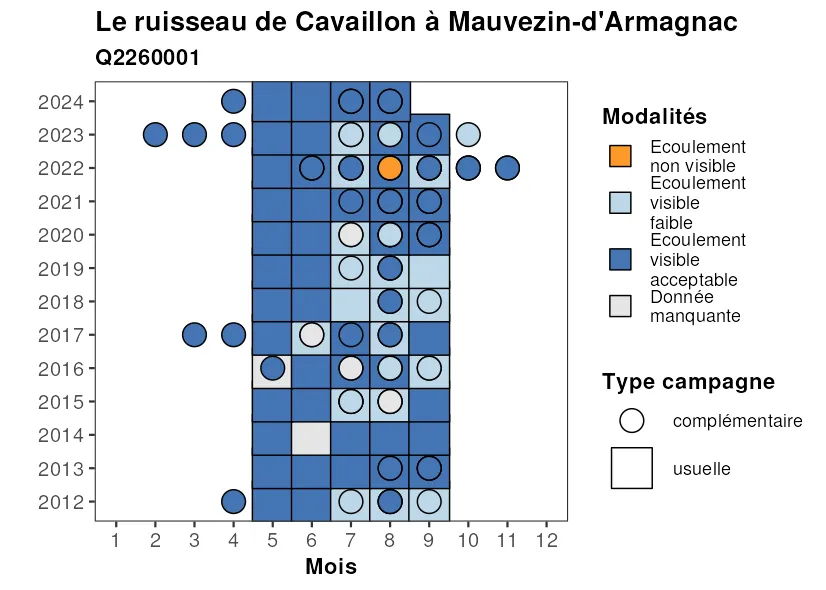 Le ruisseau de Cavaillon à Mauvezin-d'Armagnac
Q2260001
2024
2023
2022
2021
2020
2019
2018
2017
2016
2015
2014
2013
2012
1 2 3 4 5 6 7 8 9 10 11 12
Mois
Modalités
Ecoulement
non visible
Ecoulement
visible
faible
Ecoulement
visible
acceptable
Donnée
manquante
Type campagne
complémentaire
usuelle